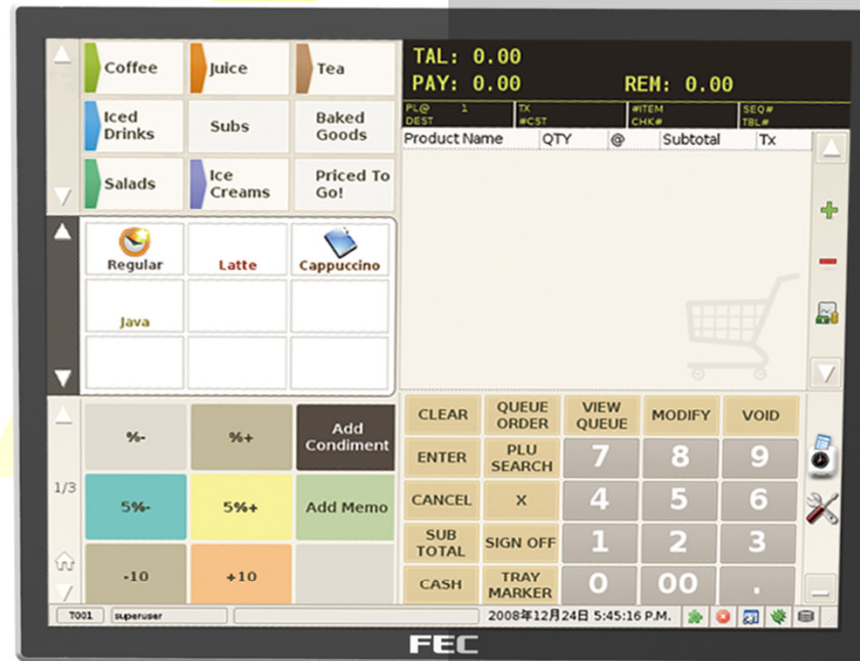 Coffee
Juice
Tea
Iced
Drinks
Subs
Baked
Goods
Salads
Ice
Creams
Priced To
Go!
Regular
Latte
Cappuccino
Java
%-
%+
Add
Condiment
1/3
5%-
5%+
Add Memo
-10
+10
TAL: 0.00
PAY: 0.00 REM: 0.00
PL@ 1 TX #ITEM SEQ#
DEST #CST CHK# TBL#
Product Name QTY @ Subtotal Tx
CLEAR
QUEUE
ORDER
VIEW
QUEUE
MODIFY
VOID
ENTER
PLU
SEARCH
7 8 9
CANCEL
X
4 5 6
SUB
TOTAL
SIGN OFF
1 2 3
CASH
TRAY
MARKER
0 00 .
T001 superuser 2008年12月24日 5:45:16 P.M.
FEC